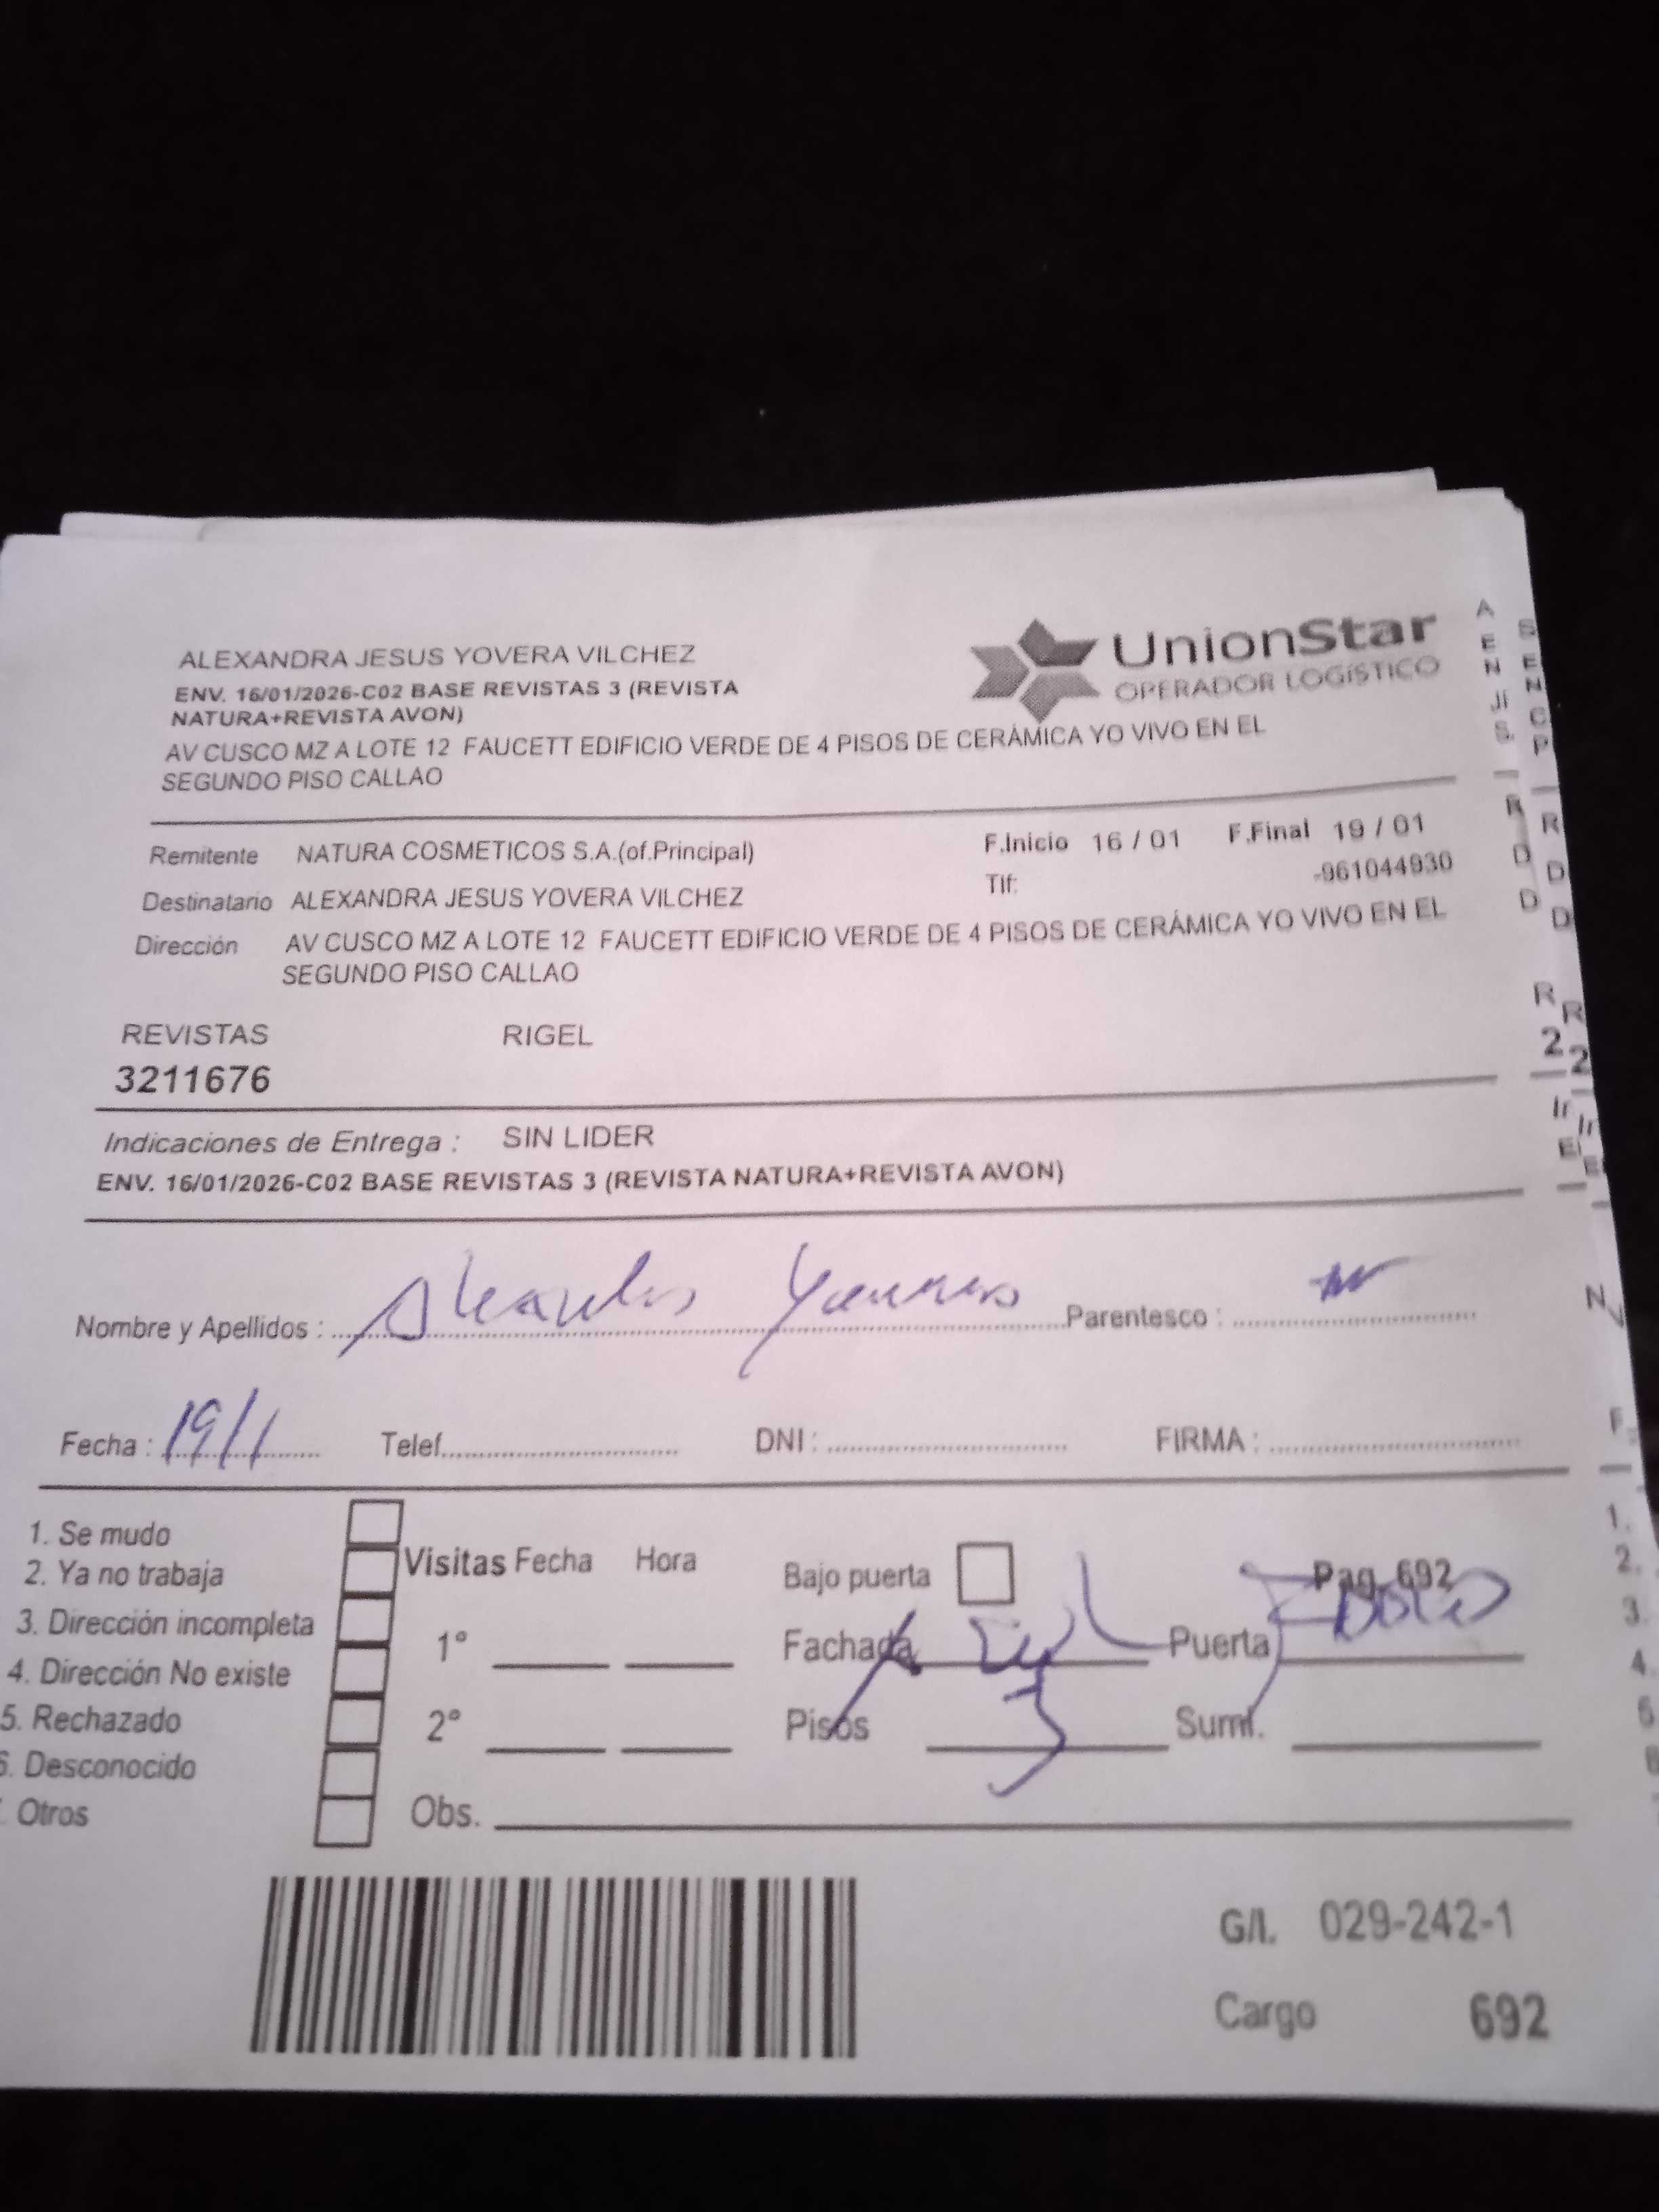 ALEXANDRA JESUS YOVERA VILCHEZ
ENV. 16/01/2026-C02 BASE REVISTAS 3 (REVISTA
NATURA+REVISTA AVON)
AV CUSCO MZ A LOTE 12 FAUCETT EDIFICIO VERDE DE 4 PISOS DE CERÁMICA YO VIVO EN EL
SEGUNDO PISO CALLAO
UnionStar
OPERADOR LOGÍSTICO
Remitente NATURA COSMETICOS S.A.(of.Principal)
F.Inicio 16 / 01 F.Final 19 / 01
Destinatario ALEXANDRA JESUS YOVERA VILCHEZ
Tlf: -961044930
Dirección AV CUSCO MZ A LOTE 12 FAUCETT EDIFICIO VERDE DE 4 PISOS DE CERÁMICA YO VIVO EN EL
SEGUNDO PISO CALLAO
REVISTAS RIGEL
3211676
Indicaciones de Entrega : SIN LIDER
ENV. 16/01/2026-C02 BASE REVISTAS 3 (REVISTA NATURA+REVISTA AVON)
Nombre y Apellidos : Parentesco :
Fecha : 19/1 Telef. DNI : FIRMA :
1. Se mudo
2. Ya no trabaja
3. Dirección incompleta
4. Dirección No existe
5. Rechazado
6. Desconocido
Otros
Visitas Fecha Hora
1°
2°
Obs.
Bajo puerta Pag. 692
Fachada Puerta
Pisos 3 Sumi.
G/I. 029-242-1
Cargo 692